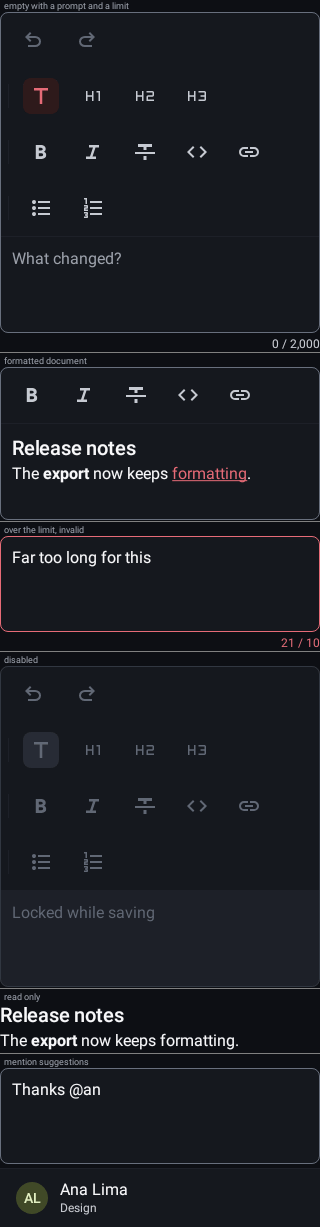 empty with a prompt and a limit
T H1 H2 H3
B I T <>
What changed?
0 / 2,000
formatted document
B I T <>
Release notes
The export now keeps formatting.
over the limit, invalid
Far too long for this
21 / 10
disabled
T H1 H2 H3
B I T <>
Locked while saving
read only
Release notes
The export now keeps formatting.
mention suggestions
Thanks @an
AL Ana Lima
Design